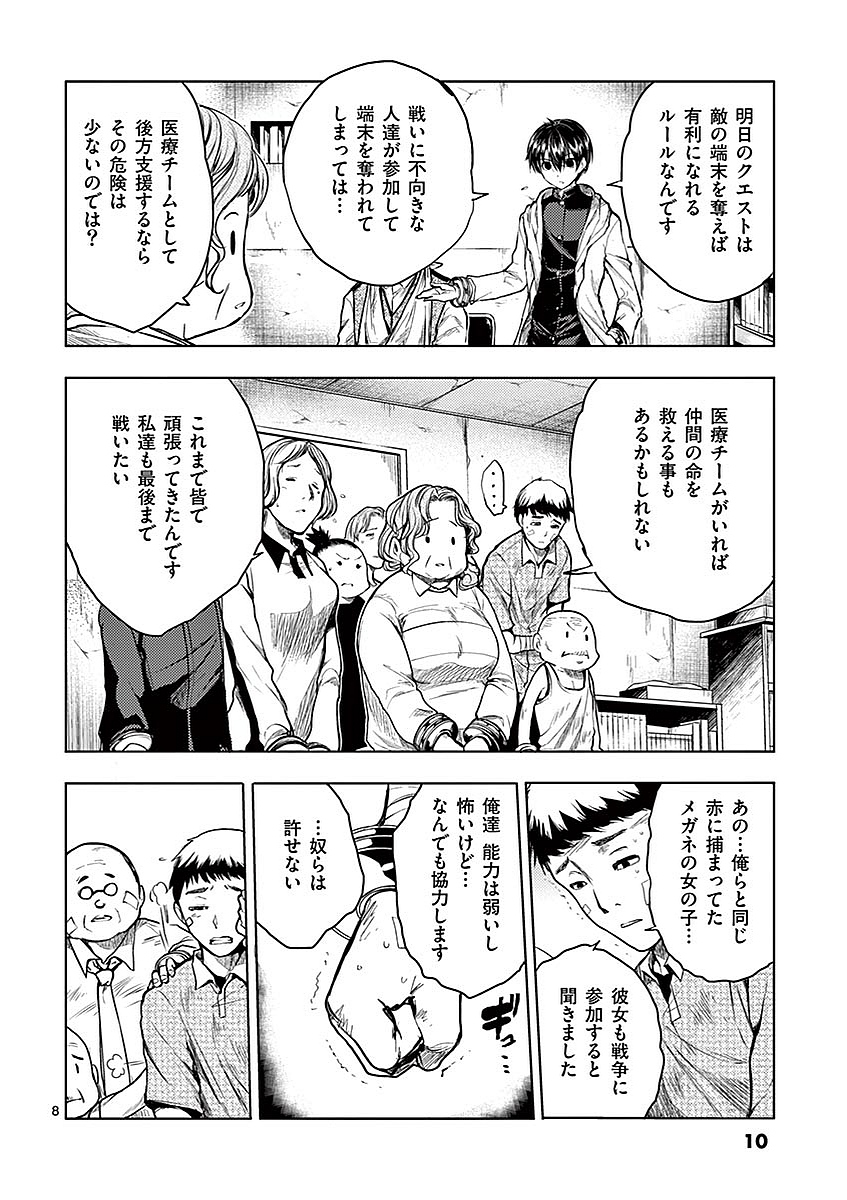 明日のクエストは
敵の端末を奪えば
有利になれる
ルールなんです
戦いに不向きな
人達が参加して
端末を奪われて
しまっては…
医療チームとして
後方支援するなら
その危険は
少ないのでは？
医療チームがいれば
仲間の命を
救える事も
あるかもしれない
…
これまで皆で
頑張ってきたんです
私達も最後まで
戦いたい
あの…俺らと同じ
赤に捕まってた
メガネの女の子…
彼女も戦争に
参加すると
聞きました
俺達 能力は弱いし
怖いけど…
なんでも協力します
ギュ…
…奴らは
許せない
8
10